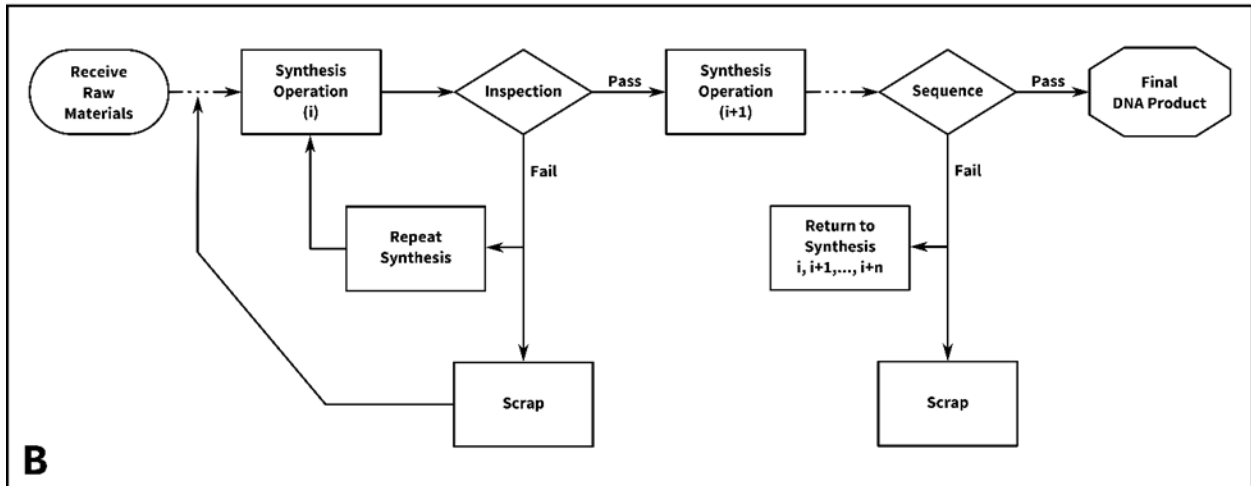 Receive
Raw
Materials
Synthesis
Operation
(i)
Inspection
Pass
Synthesis
Operation
(i+1)
Sequence
Pass
Final
DNA Product
Fail
Fail
Repeat
Synthesis
Return to
Synthesis
i, i+1,..., i+n
Scrap
Scrap
B